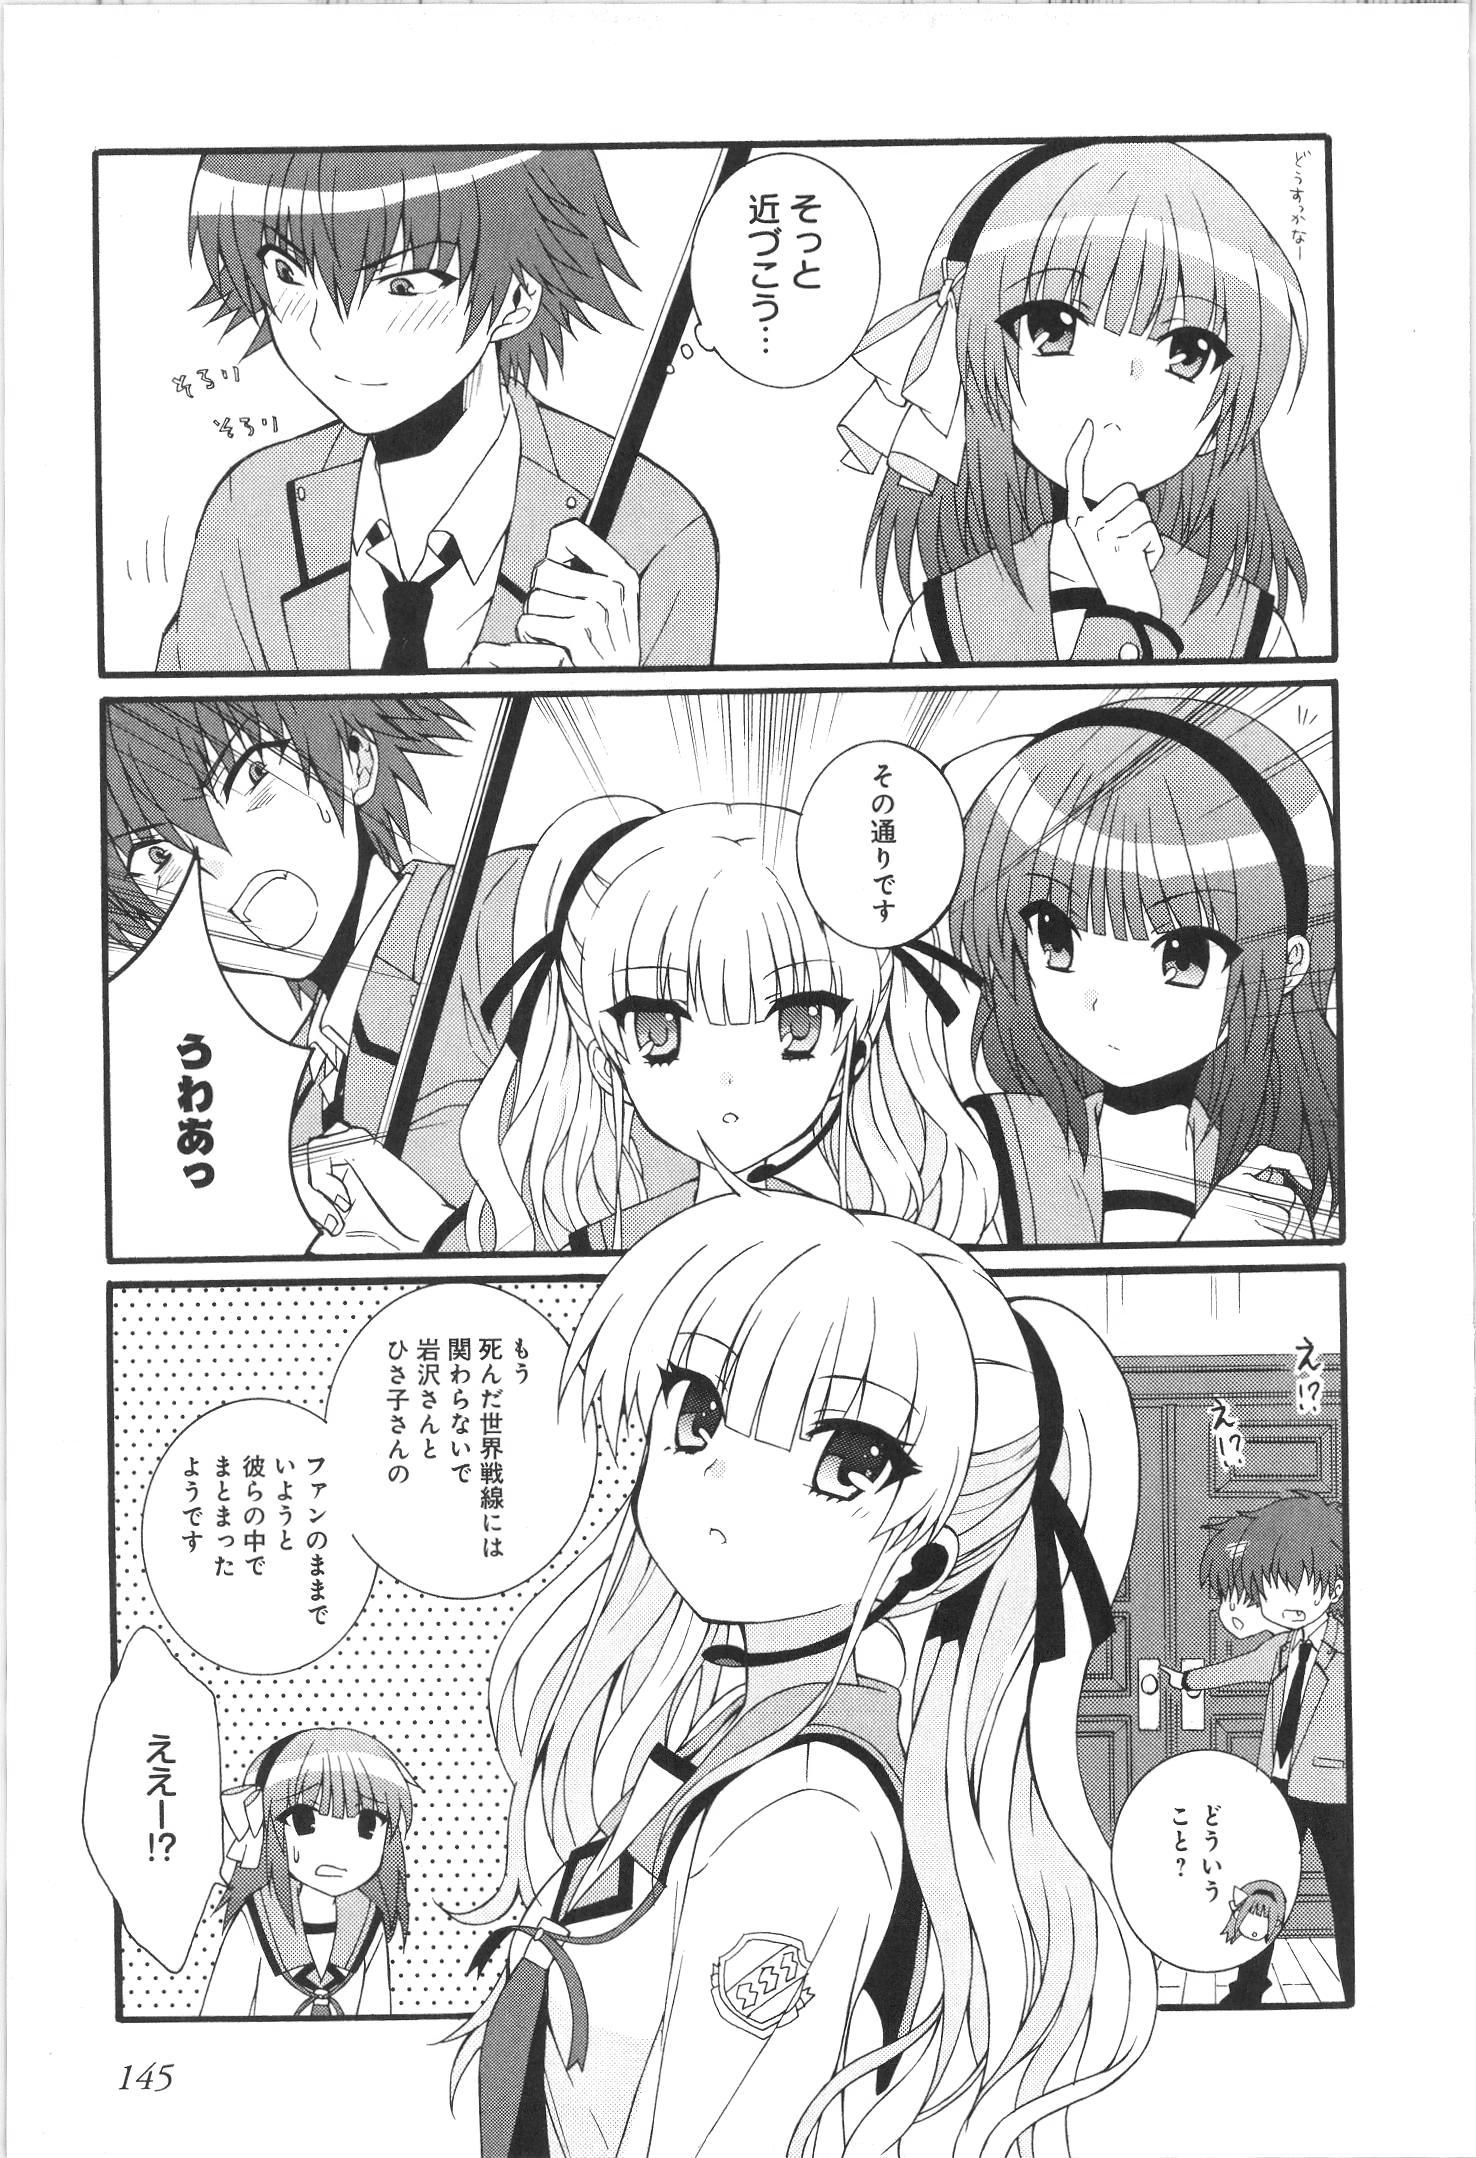 どうすっかなー
そっと
近づこう…
そろり
そろり
その通りです
うわあっ
え!?
え!?
どういう
こと?
もう
死んだ世界戦線には
関わらないで
岩沢さんと
ひさ子さんの
ファンのままで
いようと
彼らの中で
まとまった
ようです
ええー!?
145